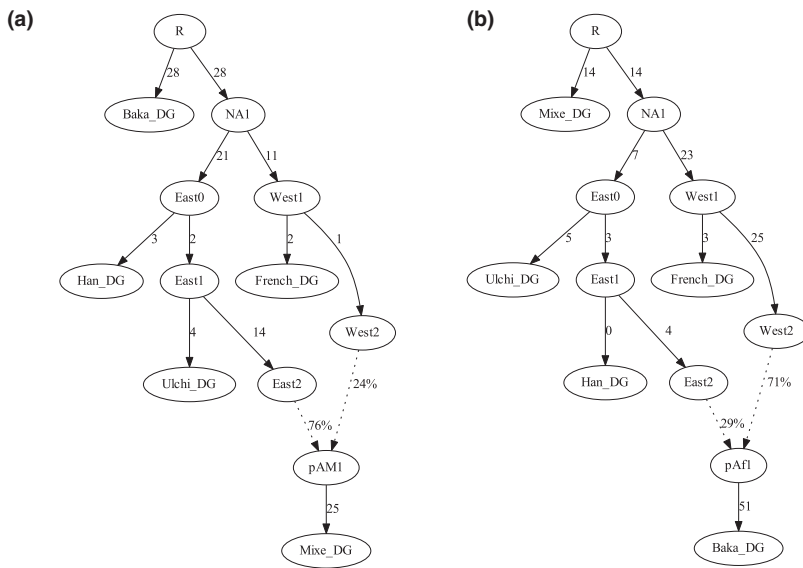 (a)
R
28
28
Baka_DG
NA1
21
11
East0
West1
3
2
2
1
Han_DG
East1
French_DG
4
14
West2
Ulchi_DG
East2
24%
76%
pAM1
25
Mixe_DG
(b)
R
14
14
Mixe_DG
NA1
7
23
East0
West1
5
3
3
25
Ulchi_DG
East1
French_DG
0
4
West2
Han_DG
East2
71%
29%
pAf1
51
Baka_DG